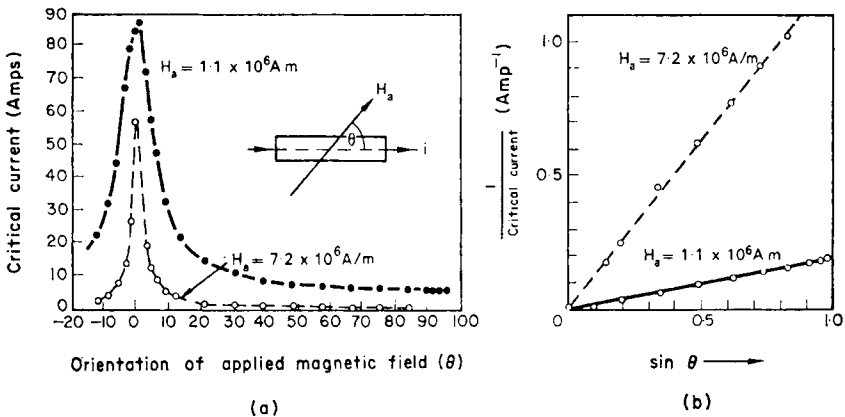 (a)
90
80
70
60
50
40
30
20
10
0
Critical current (Amps)
-20 -10 0 10 20 30 40 50 60 70 80 90 100
Orientation of applied magnetic field (θ)
Hₐ = 1·1 x 10⁶A m
Hₐ
θ
i
Hₐ = 7·2 x 10⁶A/m
(a)
(b)
1·0
0·5
1
Critical current
(Amp⁻¹)
0 0·5 1·0
sin θ
Hₐ = 7·2 x 10⁶A/m
Hₐ = 1·1 x 10⁶A m
(b)